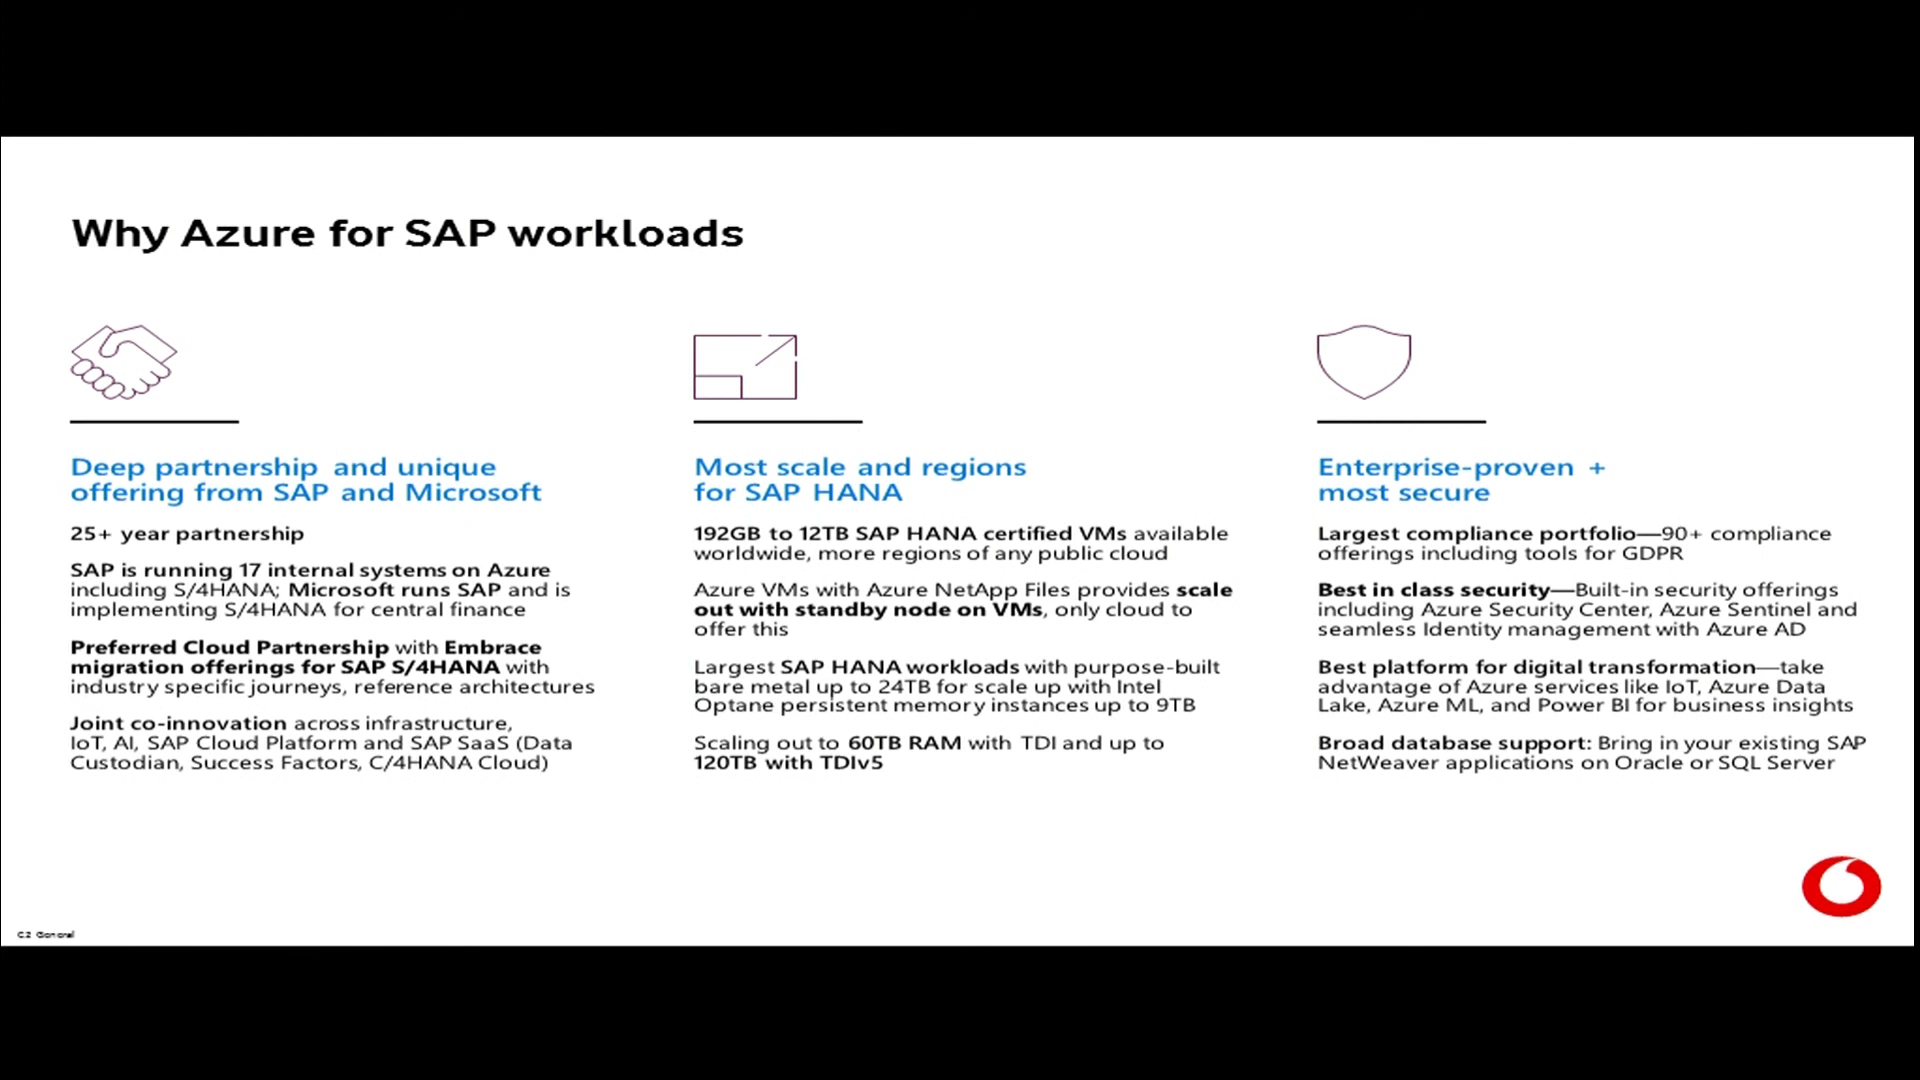 Why Azure for SAP workloads
Deep partnership and unique
offering from SAP and Microsoft
25+ year partnership
SAP is running 17 internal systems on Azure
including S/4HANA; Microsoft runs SAP and is
implementing S/4HANA for central finance
Preferred Cloud Partnership with Embrace
migration offerings for SAP S/4HANA with
industry specific journeys, reference architectures
Joint co-innovation across infrastructure,
IoT, AI, SAP Cloud Platform and SAP SaaS (Data
Custodian, Success Factors, C/4HANA Cloud)
Most scale and regions
for SAP HANA
192GB to 12TB SAP HANA certified VMs available
worldwide, more regions of any public cloud
Azure VMs with Azure NetApp Files provides scale
out with standby node on VMs, only cloud to
offer this
Largest SAP HANA workloads with purpose-built
bare metal up to 24TB for scale up with Intel
Optane persistent memory instances up to 9TB
Scaling out to 60TB RAM with TDI and up to
120TB with TDIv5
Enterprise-proven +
most secure
Largest compliance portfolio—90+ compliance
offerings including tools for GDPR
Best in class security—Built-in security offerings
including Azure Security Center, Azure Sentinel and
seamless Identity management with Azure AD
Best platform for digital transformation—take
advantage of Azure services like IoT, Azure Data
Lake, Azure ML, and Power BI for business insights
Broad database support: Bring in your existing SAP
NetWeaver applications on Oracle or SQL Server
C2 General